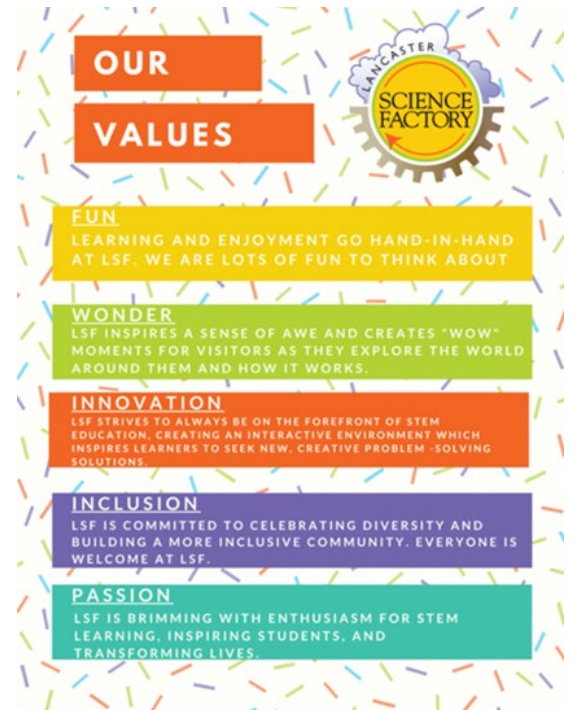 OUR
VALUES
LANCASTER
SCIENCE
FACTORY
FUN
LEARNING AND ENJOYMENT GO HAND-IN-HAND
AT LSF. WE ARE LOTS OF FUN TO THINK ABOUT
WONDER
LSF INSPIRES A SENSE OF AWE AND CREATES "WOW"
MOMENTS FOR VISITORS AS THEY EXPLORE THE WORLD
AROUND THEM AND HOW IT WORKS.
INNOVATION
LSF STRIVES TO ALWAYS BE ON THE FOREFRONT OF STEM
EDUCATION, CREATING AN INTERACTIVE ENVIRONMENT WHICH
INSPIRES LEARNERS TO SEEK NEW, CREATIVE PROBLEM -SOLVING
SOLUTIONS.
INCLUSION
LSF IS COMMITTED TO CELEBRATING DIVERSITY AND
BUILDING A MORE INCLUSIVE COMMUNITY. EVERYONE IS
WELCOME AT LSF.
PASSION
LSF IS BRIMMING WITH ENTHUSIASM FOR STEM
LEARNING, INSPIRING STUDENTS, AND
TRANSFORMING LIVES.